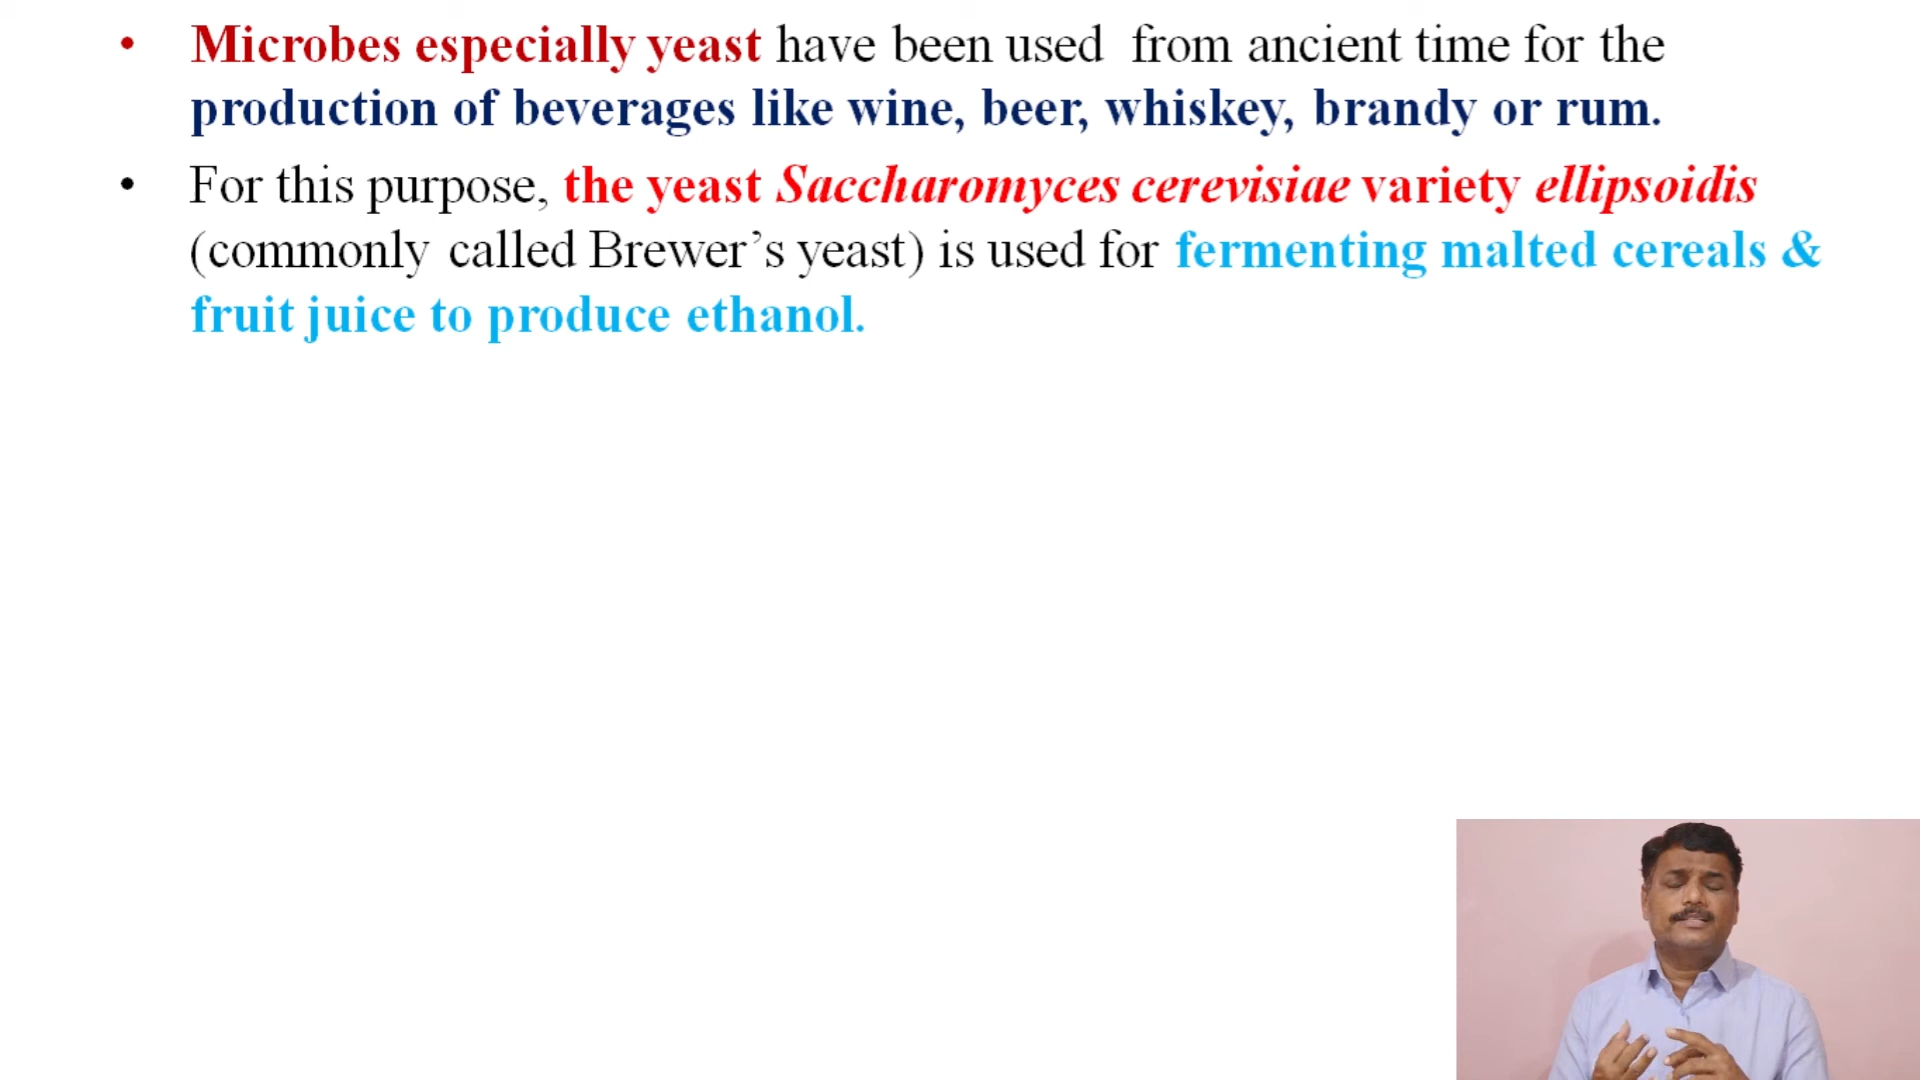 • Microbes especially yeast have been used from ancient time for the
production of beverages like wine, beer, whiskey, brandy or rum.
• For this purpose, the yeast Saccharomyces cerevisiae variety ellipsoidis
(commonly called Brewer’s yeast) is used for fermenting malted cereals &
fruit juice to produce ethanol.